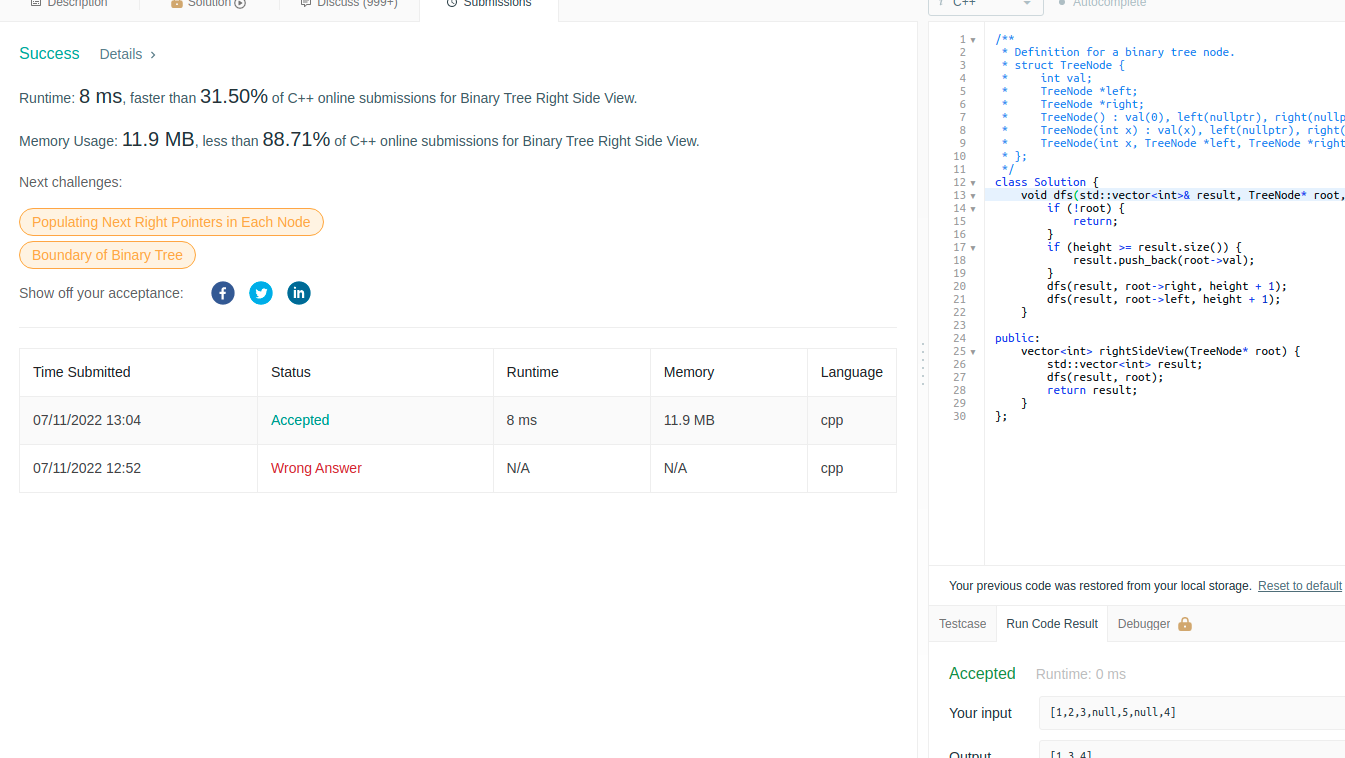 Description
Solution
Discuss (999+)
Submissions
Success
Details
Runtime: 8 ms, faster than 31.50% of C++ online submissions for Binary Tree Right Side View.
Memory Usage: 11.9 MB, less than 88.71% of C++ online submissions for Binary Tree Right Side View.
Next challenges:
Populating Next Right Pointers in Each Node
Boundary of Binary Tree
Show off your acceptance:
Time Submitted Status Runtime Memory Language
07/11/2022 13:04 Accepted 8 ms 11.9 MB cpp
07/11/2022 12:52 Wrong Answer N/A N/A cpp
i C++ Autocomplete
1 /**
2 * Definition for a binary tree node.
3 * struct TreeNode {
4 * int val;
5 * TreeNode *left;
6 * TreeNode *right;
7 * TreeNode() : val(0), left(nullptr), right(nullp
8 * TreeNode(int x) : val(x), left(nullptr), right(
9 * TreeNode(int x, TreeNode *left, TreeNode *right
10 * };
11 */
12 class Solution {
13 void dfs(std::vector<int>& result, TreeNode* root,
14 if (!root) {
15 return;
16 }
17 if (height >= result.size()) {
18 result.push_back(root->val);
19 }
20 dfs(result, root->right, height + 1);
21 dfs(result, root->left, height + 1);
22 }
23
24 public:
25 vector<int> rightSideView(TreeNode* root) {
26 std::vector<int> result;
27 dfs(result, root);
28 return result;
29 }
30 };
Your previous code was restored from your local storage. Reset to default
Testcase Run Code Result Debugger
Accepted Runtime: 0 ms
Your input [1,2,3,null,5,null,4]
Output [1,3,4]